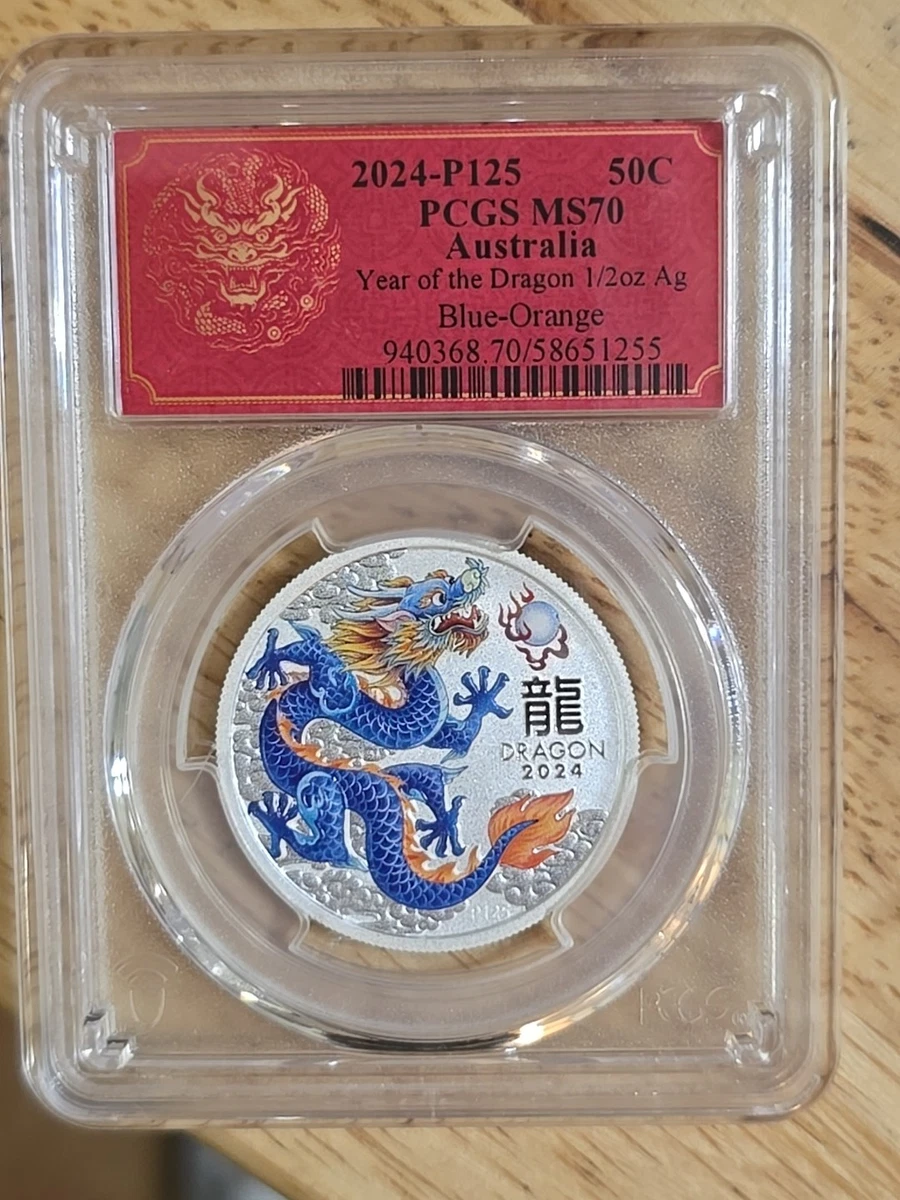 2024-P125 50C
PCGS MS70
Australia
Year of the Dragon 1/2oz Ag
Blue-Orange
940368.70/58651255
龍
DRAGON
2024
P125
PCGS